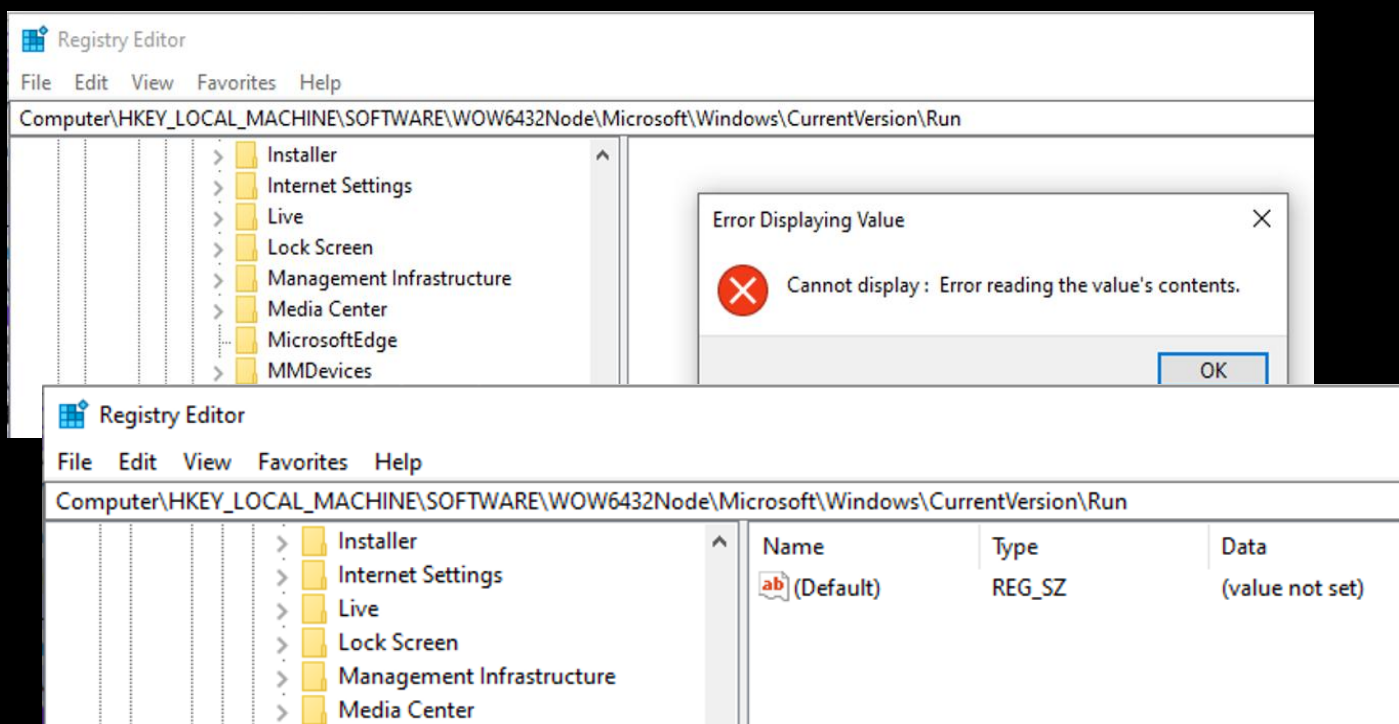 Registry Editor
File Edit View Favorites Help
Computer\HKEY_LOCAL_MACHINE\SOFTWARE\WOW6432Node\Microsoft\Windows\CurrentVersion\Run
Installer
Internet Settings
Live
Lock Screen
Management Infrastructure
Media Center
MicrosoftEdge
MMDevices
Error Displaying Value
Cannot display : Error reading the value's contents.
OK
Registry Editor
File Edit View Favorites Help
Computer\HKEY_LOCAL_MACHINE\SOFTWARE\WOW6432Node\Microsoft\Windows\CurrentVersion\Run
Installer
Internet Settings
Live
Lock Screen
Management Infrastructure
Media Center
Name Type Data
ab (Default) REG_SZ (value not set)